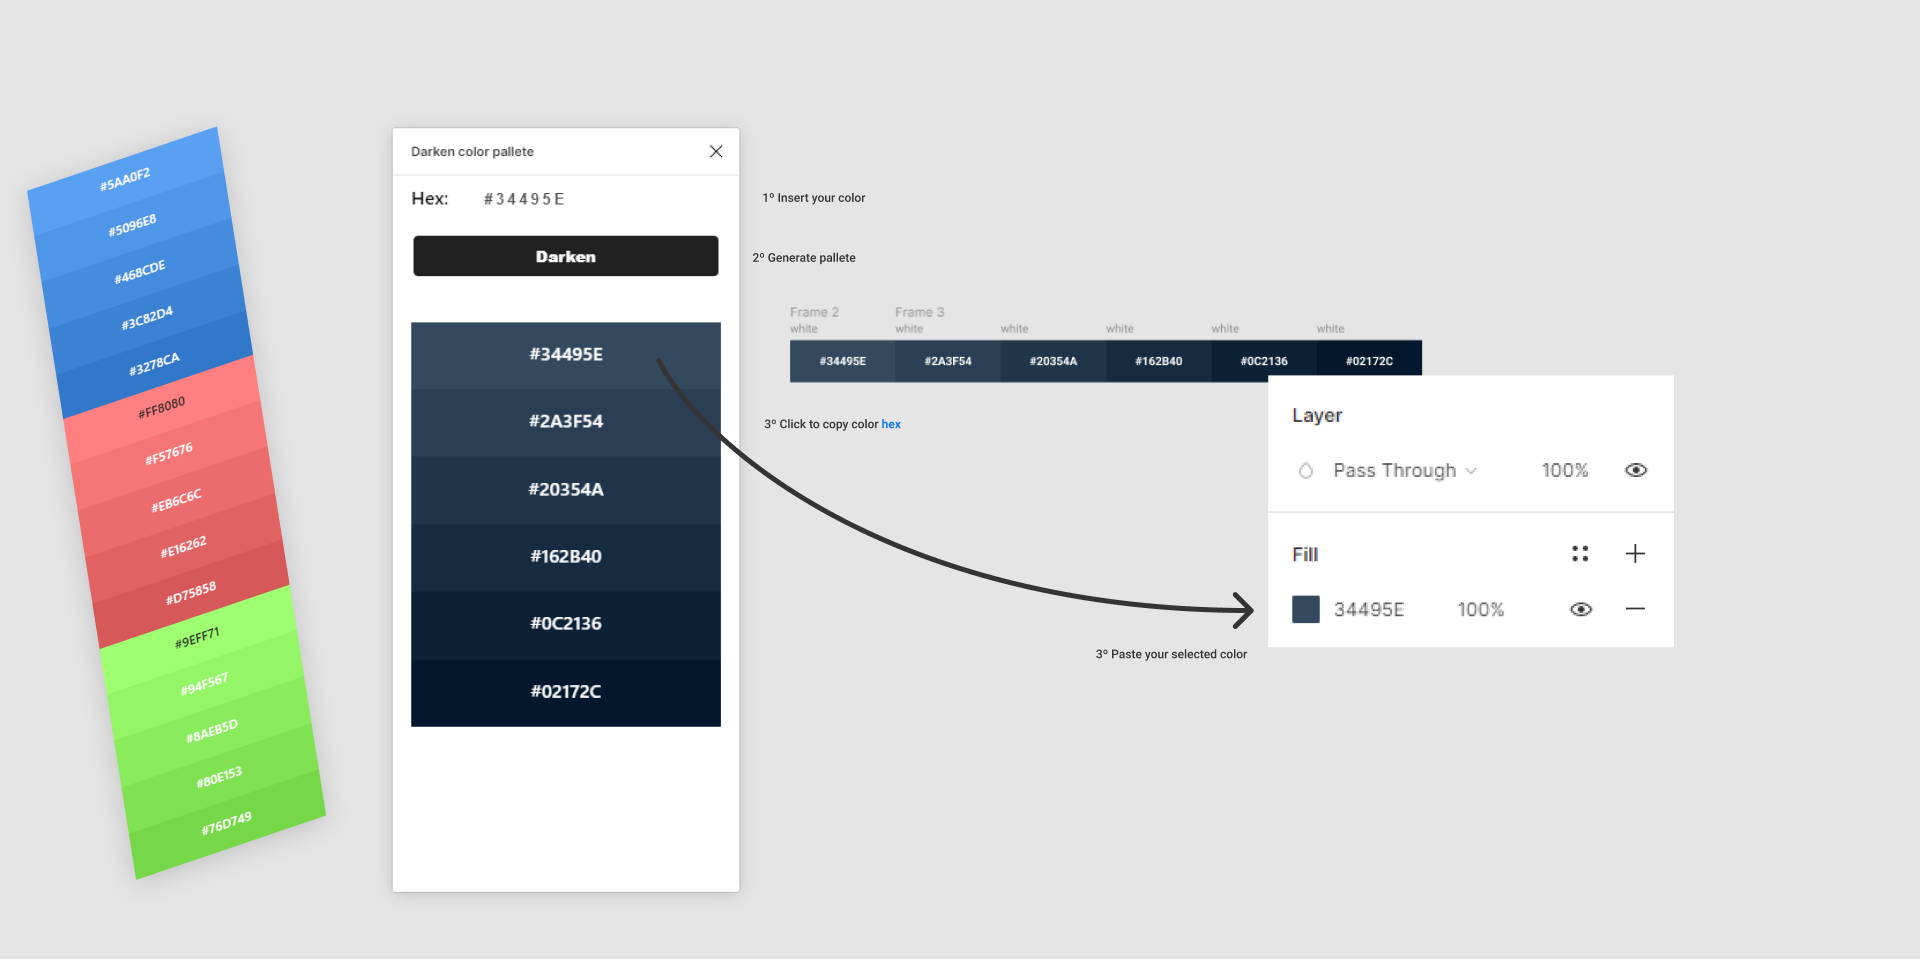 #5AA0F2
#5096E8
#468CDE
#3C82D4
#3278CA
#FF8080
#F57676
#EB6C6C
#E16262
#D75858
#9EFF71
#94F567
#8AEB5D
#80E153
#76D749
Darken color pallete
Hex: #34495E
Darken
#34495E
#2A3F54
#20354A
#162B40
#0C2136
#02172C
1º Insert your color
2º Generate pallete
Frame 2 Frame 3
white white white white white white
#34495E #2A3F54 #20354A #162B40 #0C2136 #02172C
3º Click to copy color hex
3º Paste your selected color
Layer
Pass Through 100%
Fill
34495E 100%